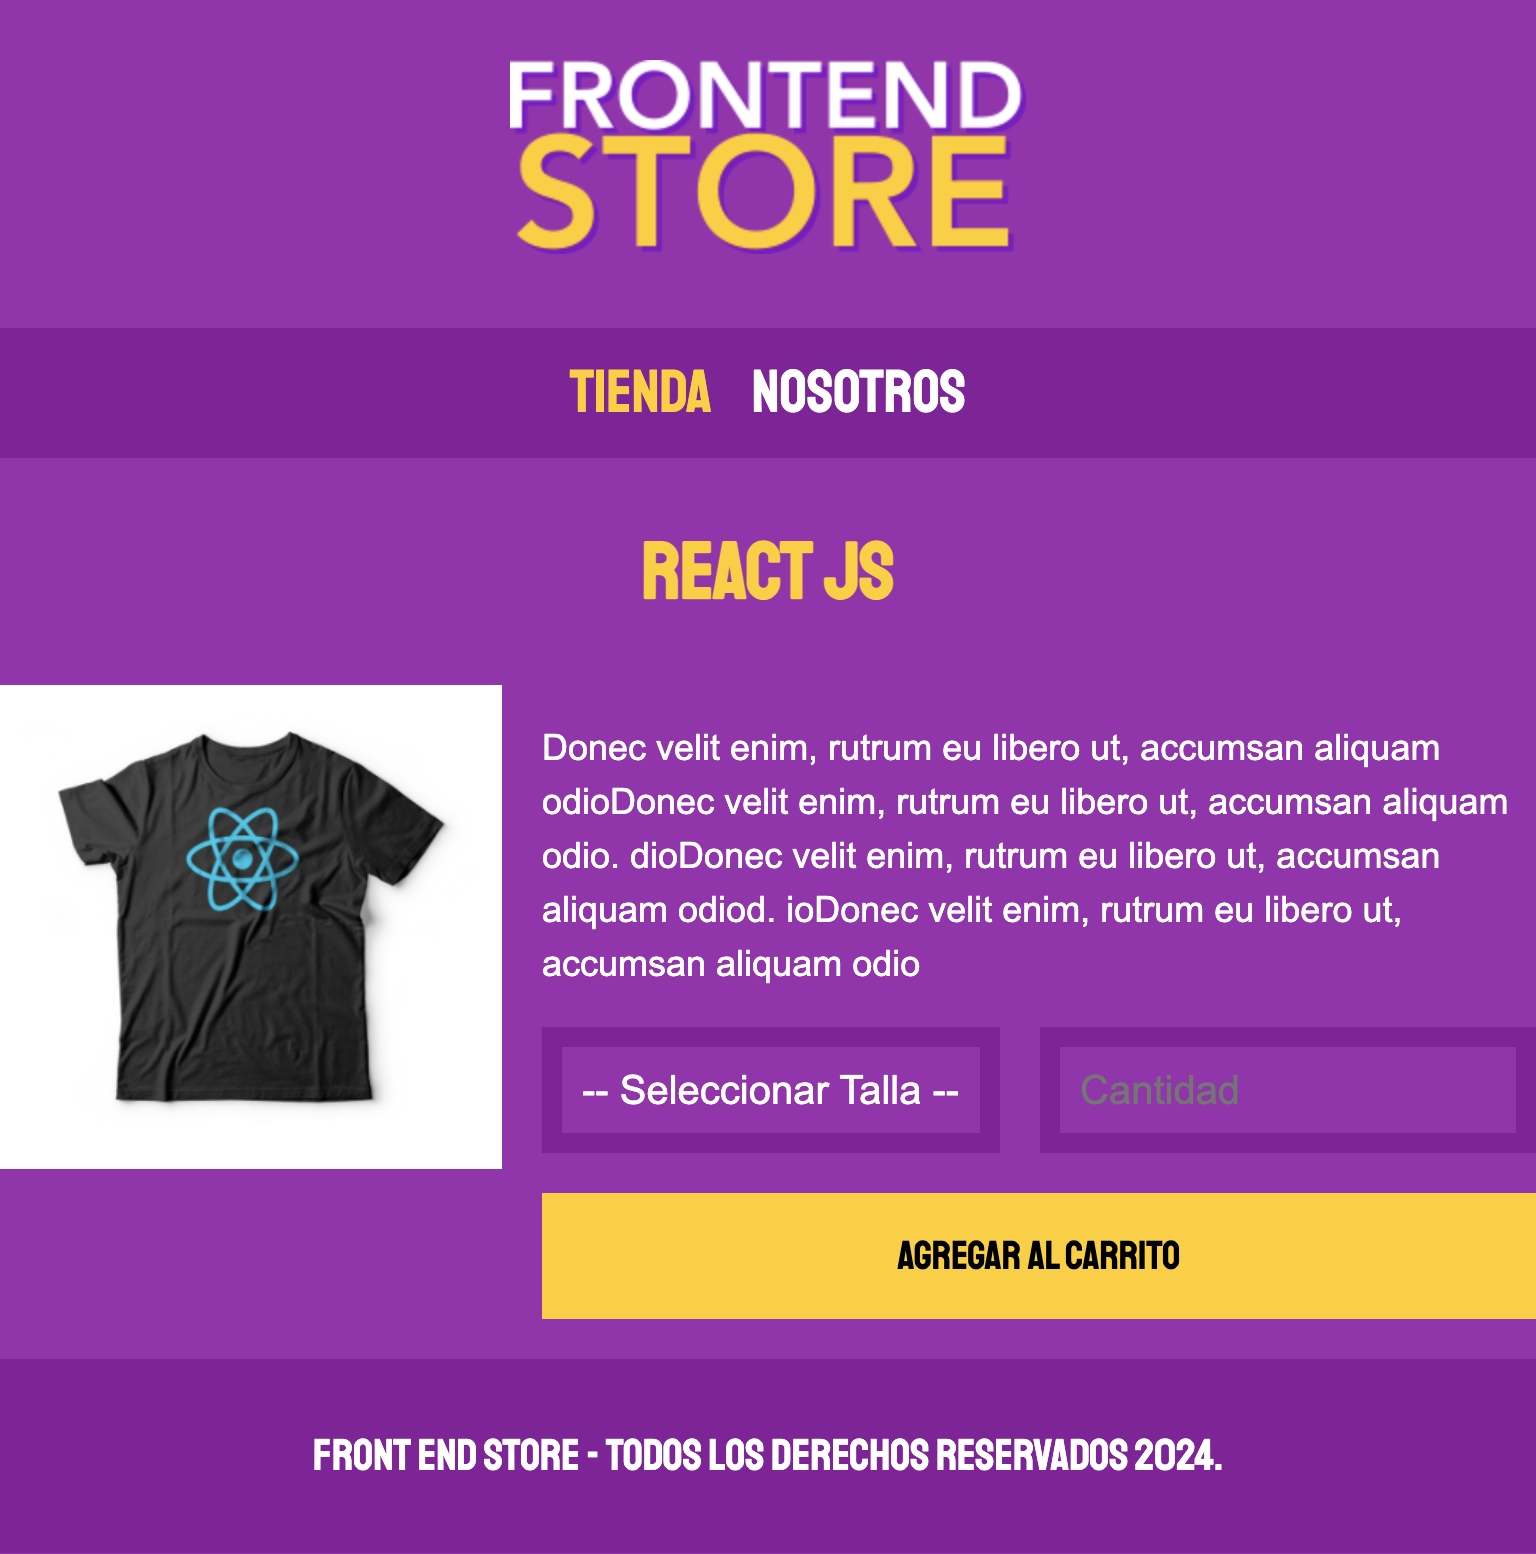 FRONTEND
STORE
TIENDA NOSOTROS
REACT JS
Donec velit enim, rutrum eu libero ut, accumsan aliquam
odioDonec velit enim, rutrum eu libero ut, accumsan aliquam
odio. dioDonec velit enim, rutrum eu libero ut, accumsan
aliquam odiod. ioDonec velit enim, rutrum eu libero ut,
accumsan aliquam odio
-- Seleccionar Talla -- Cantidad
AGREGAR AL CARRITO
FRONT END STORE - TODOS LOS DERECHOS RESERVADOS 2024.